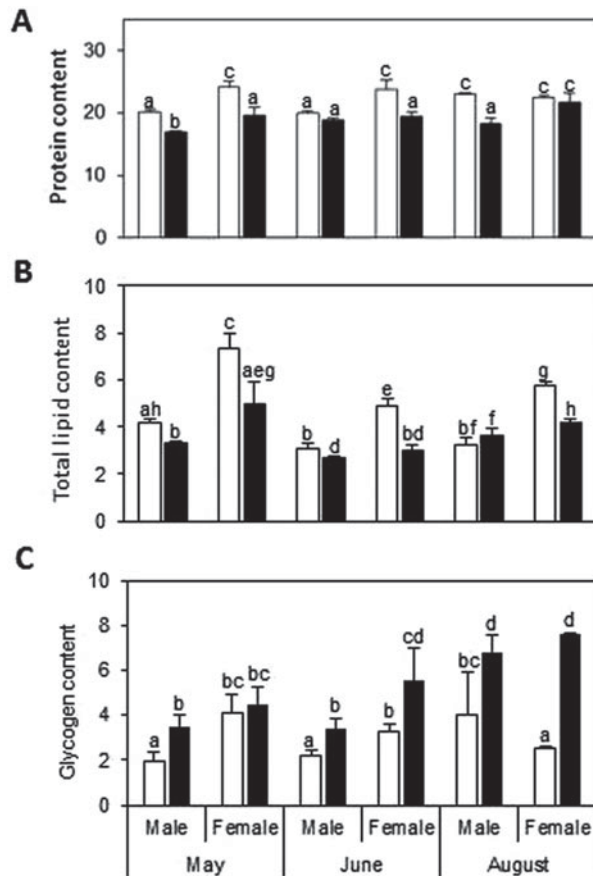 A
Protein content
30
20
10
0
a b c a a a c a c a c c
B
Total lipid content
10
8
6
4
2
0
ah b c aeg b d e bd bf f g h
C
Glycogen content
10
8
6
4
2
0
a b bc bc a b b cd bc d a d
Male Female Male Female Male Female
May June August